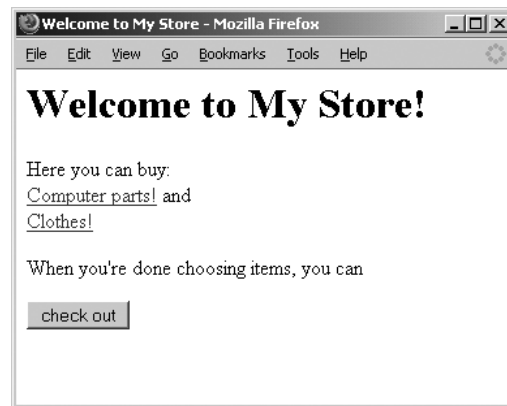 Welcome to My Store - Mozilla Firefox
File Edit View Go Bookmarks Tools Help
Welcome to My Store!
Here you can buy:
Computer parts! and
Clothes!
When you're done choosing items, you can
check out